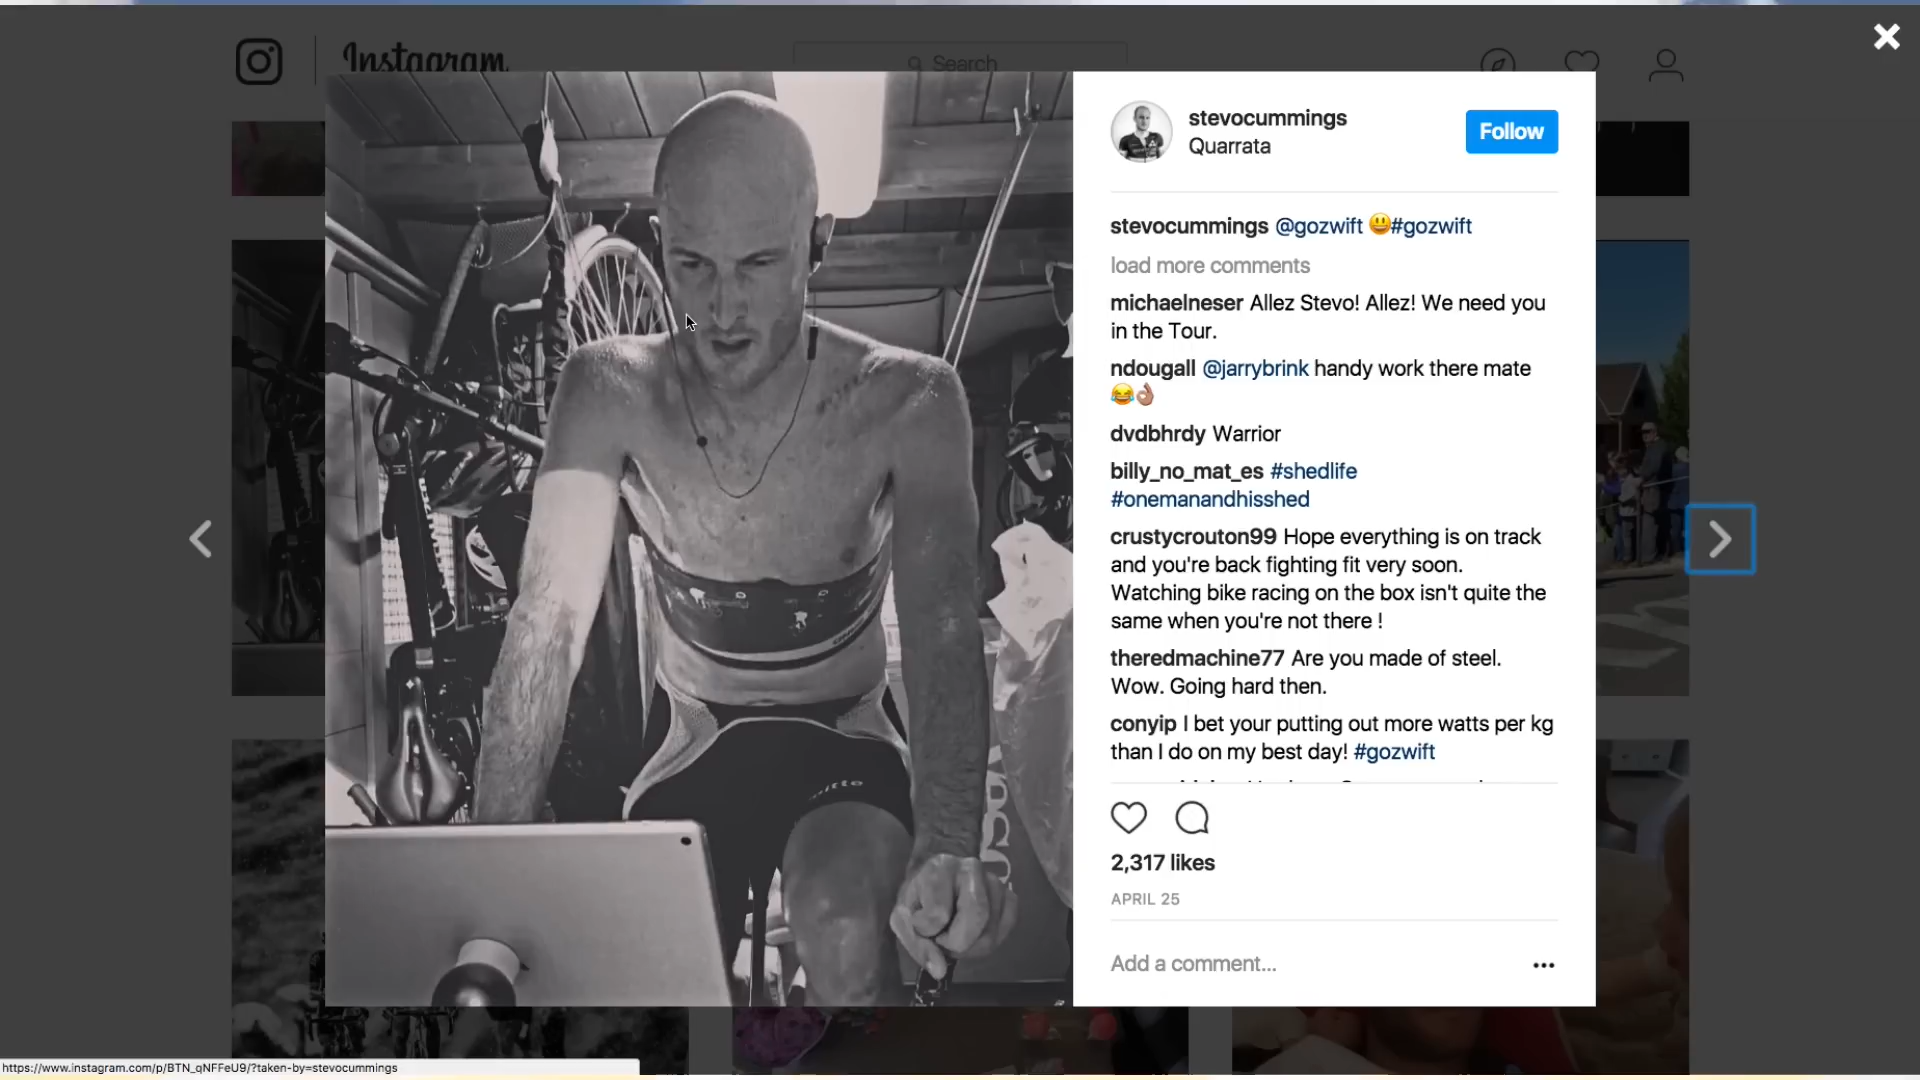 Instagram
Search
stevocummings
Quarrata
Follow
stevocummings @gozwift 😃#gozwift
load more comments
michaelneser Allez Stevo! Allez! We need you
in the Tour.
ndougall @jarrybrink handy work there mate
😂👌🏽
dvdbhrdy Warrior
billy_no_mat_es #shedlife
#onemanandhisshed
crustycrouton99 Hope everything is on track
and you're back fighting fit very soon.
Watching bike racing on the box isn't quite the
same when you're not there !
theredmachine77 Are you made of steel.
Wow. Going hard then.
conyip I bet your putting out more watts per kg
than I do on my best day! #gozwift
2,317 likes
APRIL 25
Add a comment...
https://www.instagram.com/p/BTN_qNFFeU9/?taken-by=stevocummings